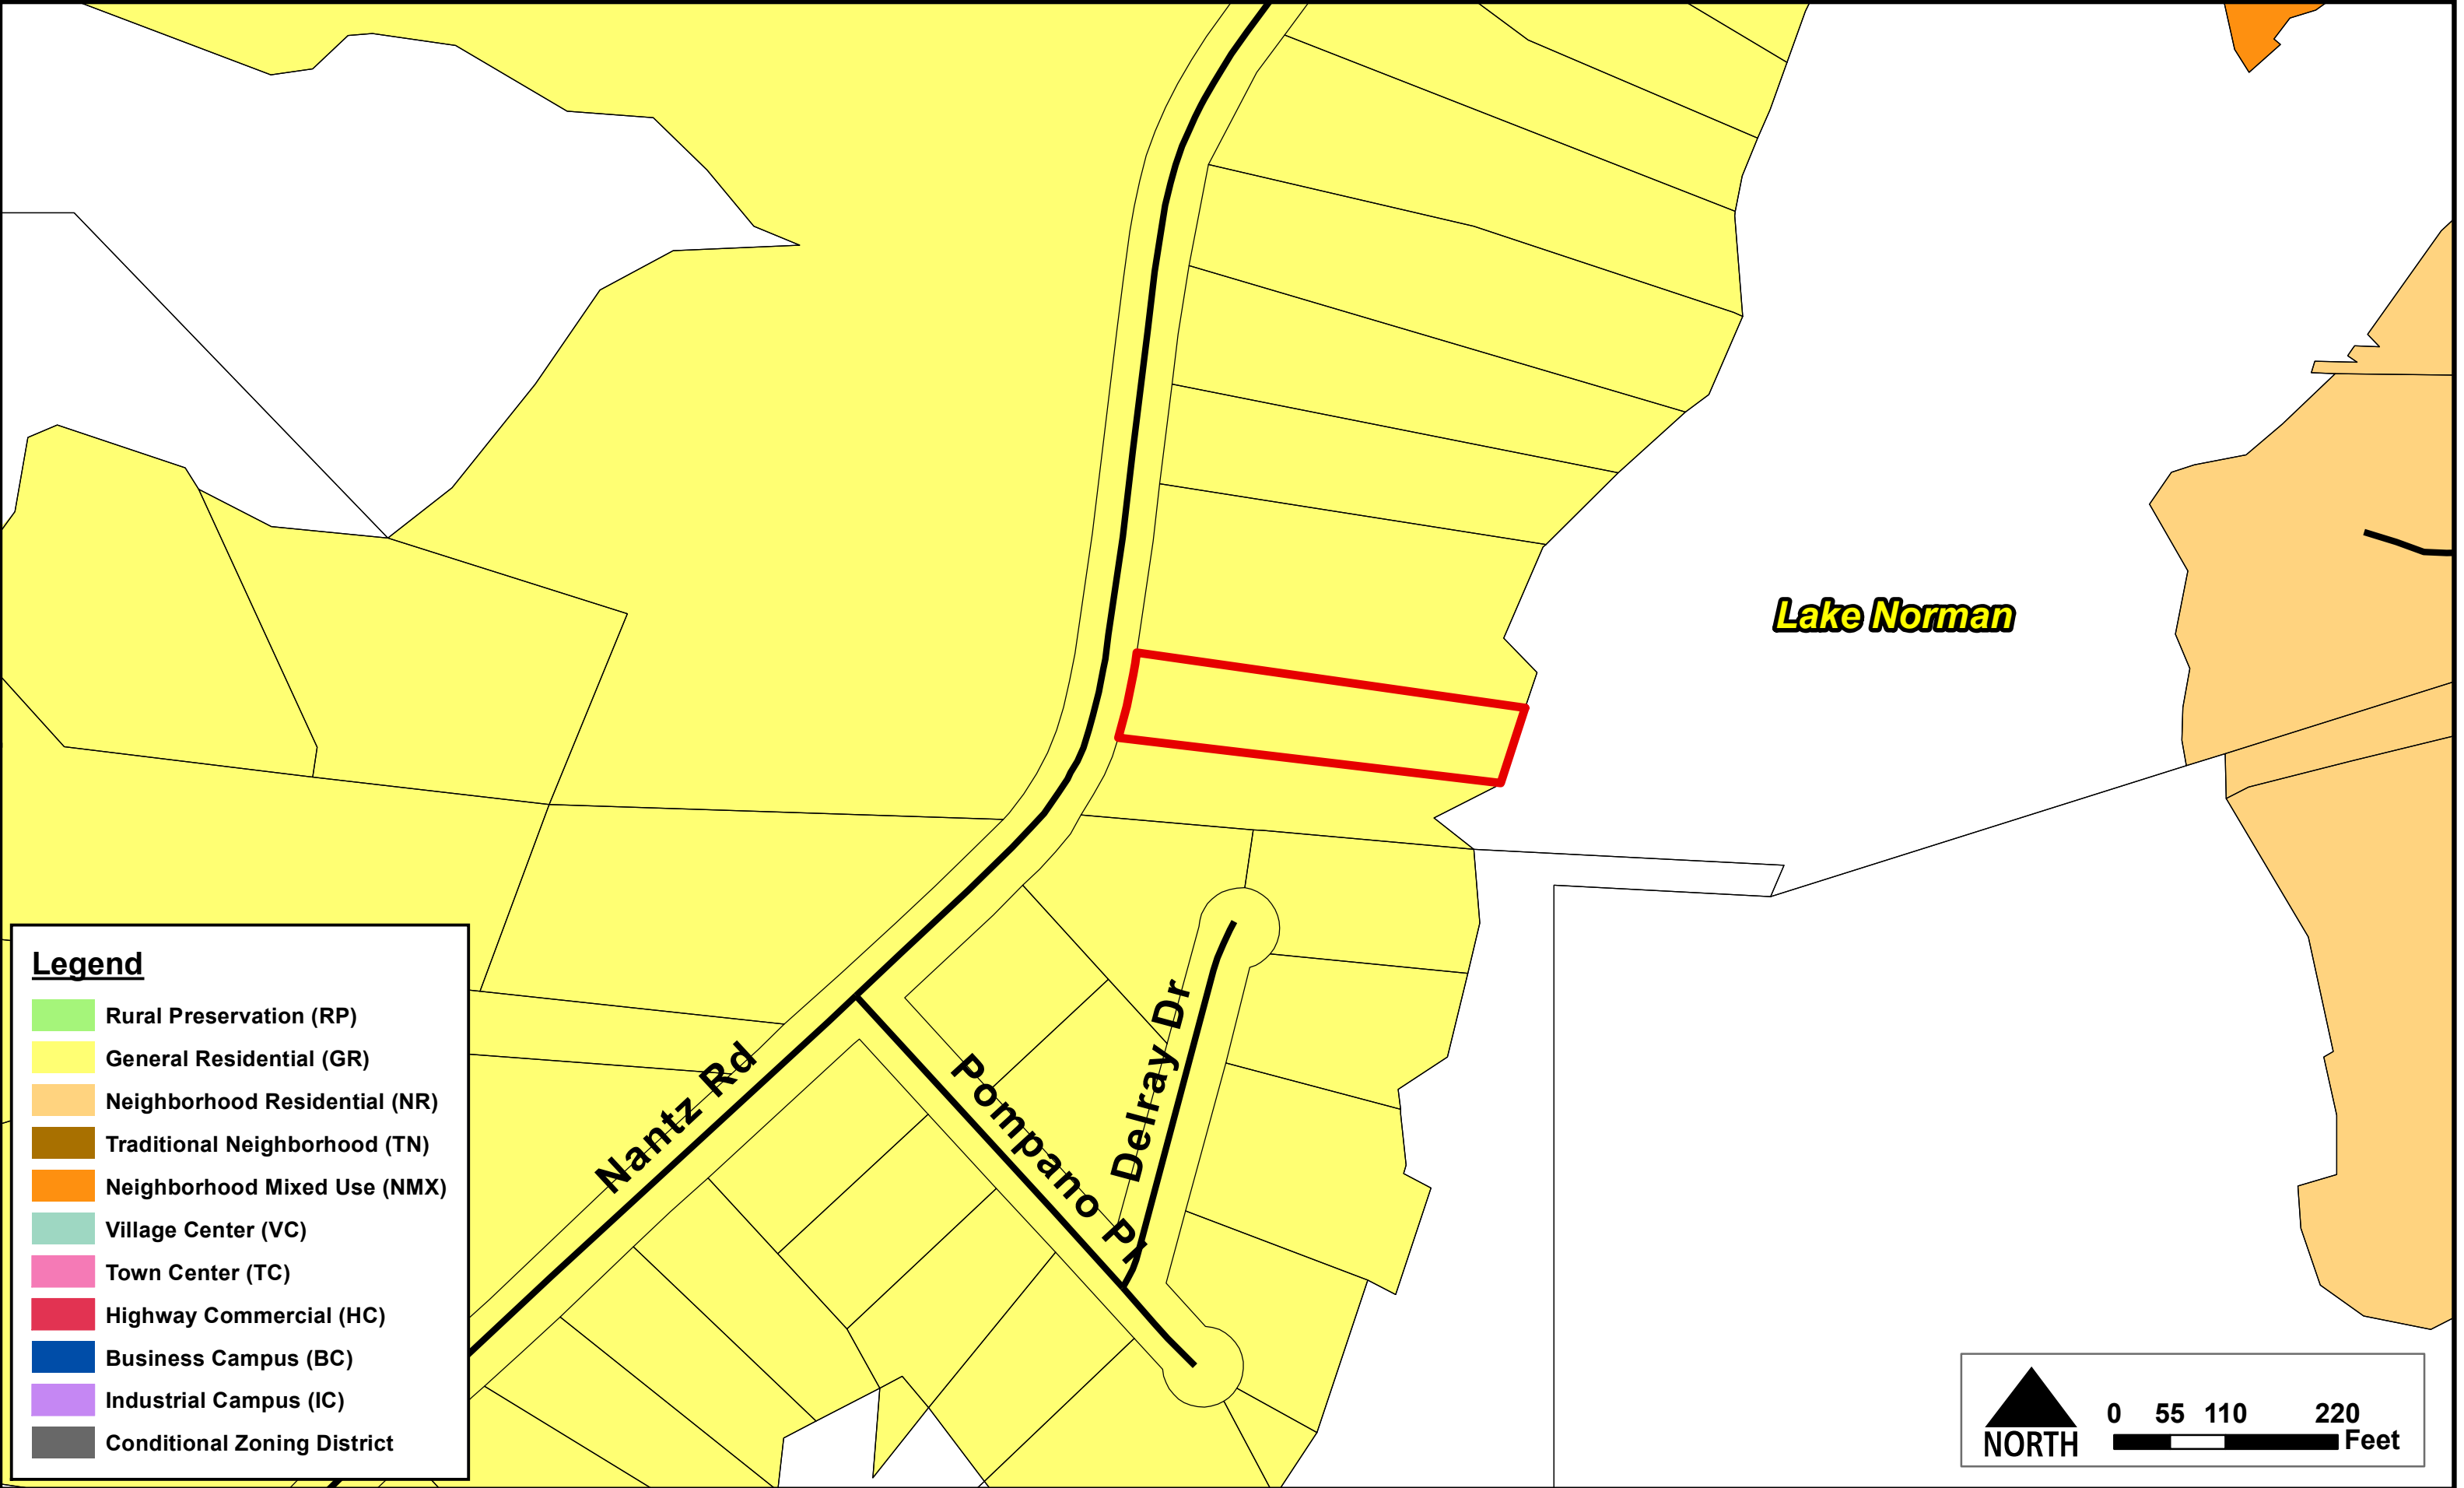 Lake Norman
Nantz Rd
Pompano Pl
Delray Dr
Legend
Rural Preservation (RP)
General Residential (GR)
Neighborhood Residential (NR)
Traditional Neighborhood (TN)
Neighborhood Mixed Use (NMX)
Village Center (VC)
Town Center (TC)
Highway Commercial (HC)
Business Campus (BC)
Industrial Campus (IC)
Conditional Zoning District
NORTH
0 55 110 220
Feet